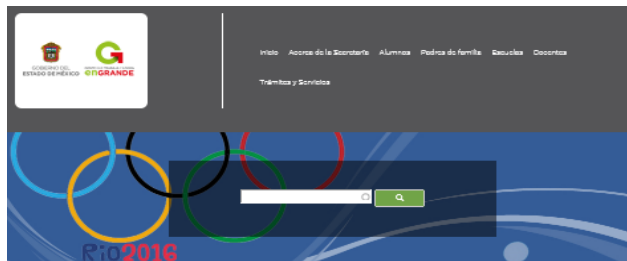 Inicio Acerca de la Secretaría Alumnos Padres de familia Escuelas Docentes
Trámites y Servicios
GOBIERNO DEL
ESTADO DE MÉXICO
enGRANDE
Rio2016